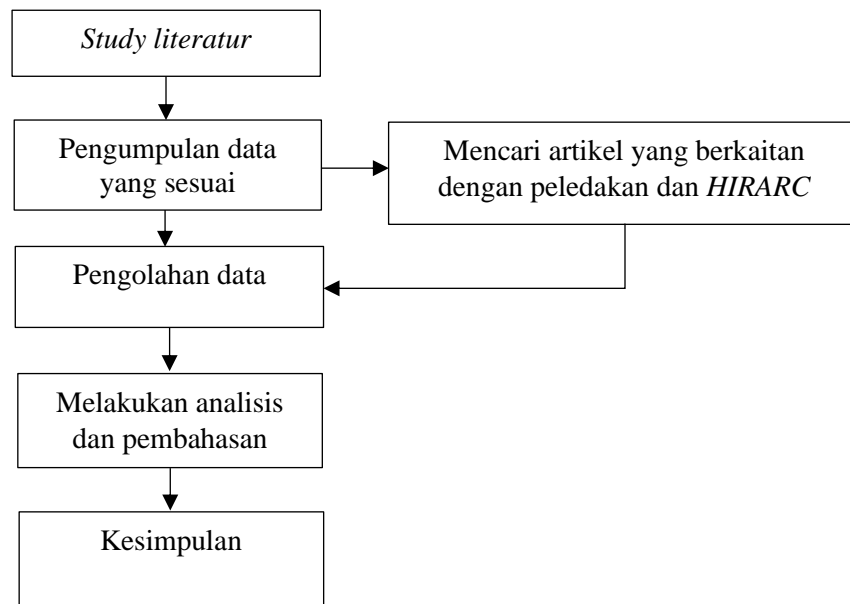 Study literatur
Pengumpulan data
yang sesuai
Mencari artikel yang berkaitan
dengan peledakan dan HIRARC
Pengolahan data
Melakukan analisis
dan pembahasan
Kesimpulan